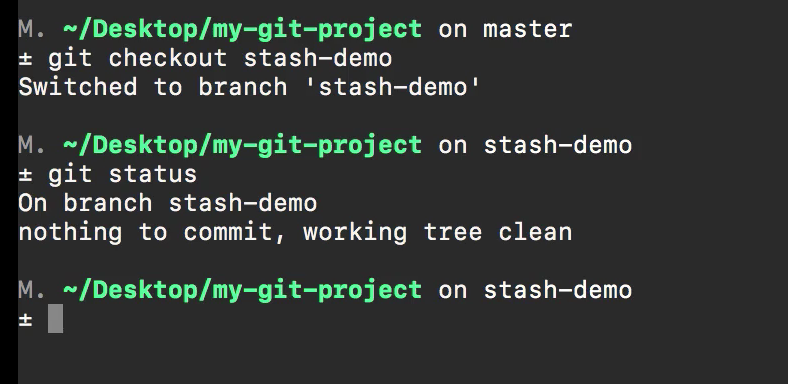 M. ~/Desktop/my-git-project on master
± git checkout stash-demo
Switched to branch 'stash-demo'
M. ~/Desktop/my-git-project on stash-demo
± git status
On branch stash-demo
nothing to commit, working tree clean
M. ~/Desktop/my-git-project on stash-demo
±